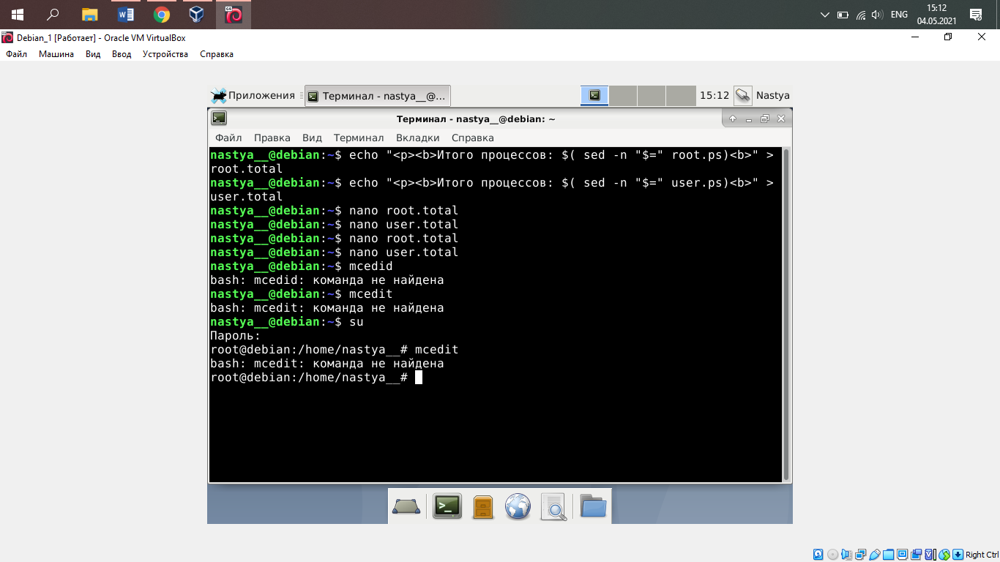 15:12
ENG
04.05.2021
Debian_1 [Работает] - Oracle VM VirtualBox
Файл Машина Вид Ввод Устройства Справка
Приложения Терминал - nastya__@... 15:12 Nastya
Терминал - nastya__@debian: ~
Файл Правка Вид Терминал Вкладки Справка
nastya__@debian:~$ echo "<p><b>Итого процессов: $( sed -n "$=" root.ps)<b>" >
root.total
nastya__@debian:~$ echo "<p><b>Итого процессов: $( sed -n "$=" user.ps)<b>" >
user.total
nastya__@debian:~$ nano root.total
nastya__@debian:~$ nano user.total
nastya__@debian:~$ nano root.total
nastya__@debian:~$ nano user.total
nastya__@debian:~$ mcedid
bash: mcedid: команда не найдена
nastya__@debian:~$ mcedit
bash: mcedit: команда не найдена
nastya__@debian:~$ su
Пароль:
root@debian:/home/nastya__# mcedit
bash: mcedit: команда не найдена
root@debian:/home/nastya__#
Right Ctrl